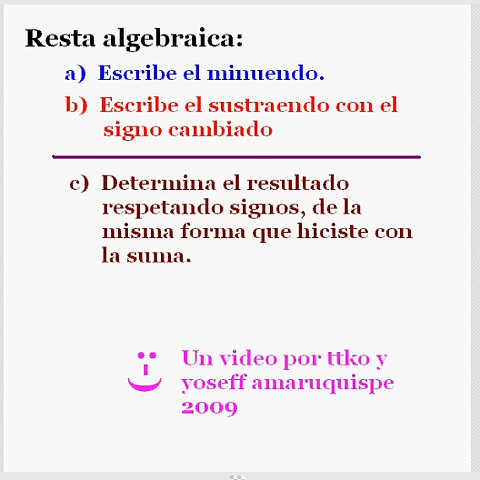 Resta algebraica:
a) Escribe el minuendo.
b) Escribe el sustraendo con el
signo cambiado
c) Determina el resultado
respetando signos, de la
misma forma que hiciste con
la suma.
Un video por ttko y
yoseff amaruquispe
2009